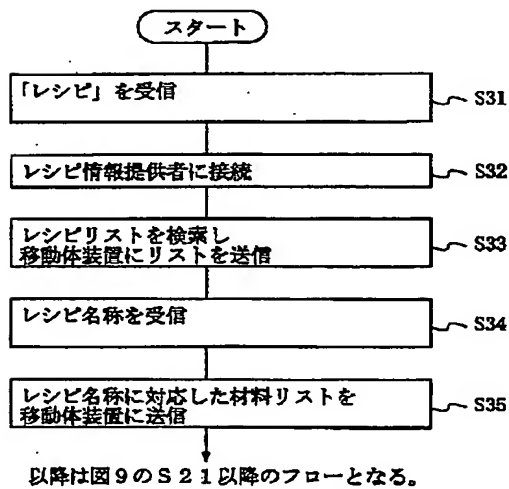 スタート
「レシピ」を受信
S31
レシピ情報提供者に接続
S32
レシピリストを検索し
移動体装置にリストを送信
S33
レシピ名称を受信
S34
レシピ名称に対応した材料リストを
移動体装置に送信
S35
以降は図9のS21以降のフローとなる。